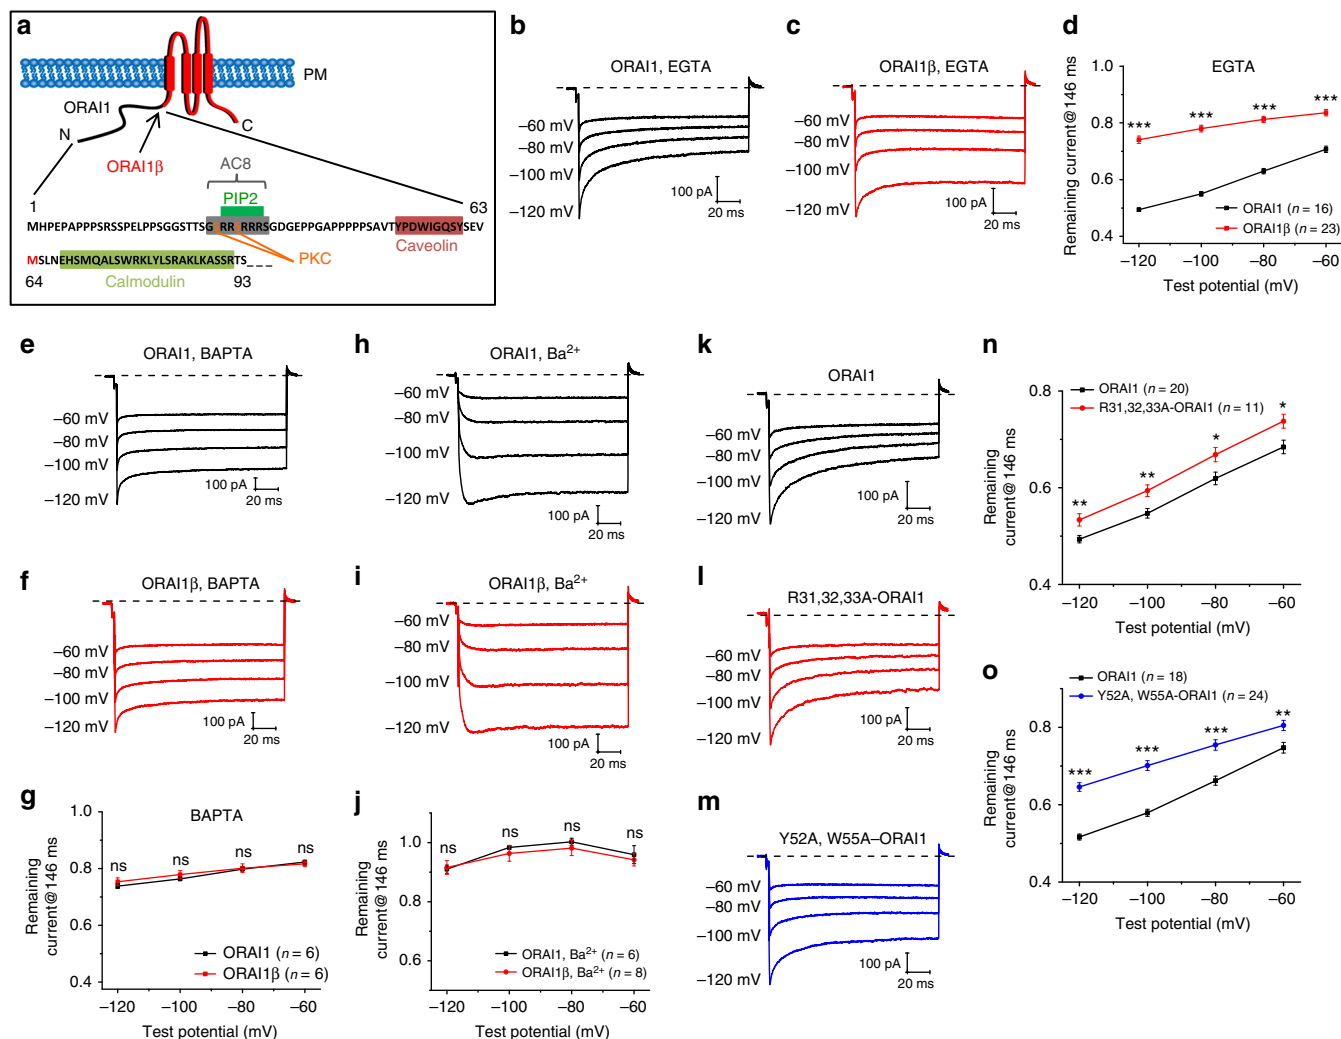 a
PM
ORAI1
N
C
ORAI1β
AC8
PIP2
1
63
MHPEPAPPPSRSSPELPPSGGSTTSG RR RRRSGDGEPPGAPPPPPSAVTYPDWIGQSYSEV
Caveolin
MSLNEHSMQALSWRKLYLSRAKLKASSRTS___
PKC
64
Calmodulin
93
b
ORAI1, EGTA
−60 mV
−80 mV
−100 mV
−120 mV
100 pA
20 ms
c
ORAI1β, EGTA
−60 mV
−80 mV
−100 mV
−120 mV
100 pA
20 ms
d
EGTA
Remaining current@146 ms
1.0
0.8
0.6
0.4
*** *** *** ***
ORAI1 (n = 16)
ORAI1β (n = 23)
−120 −100 −80 −60
Test potential (mV)
e
ORAI1, BAPTA
−60 mV
−80 mV
−100 mV
−120 mV
100 pA
20 ms
f
ORAI1β, BAPTA
−60 mV
−80 mV
−100 mV
−120 mV
100 pA
20 ms
g
BAPTA
Remaining
current@146 ms
1.0
0.8
0.6
0.4
ns ns ns ns
ORAI1 (n = 6)
ORAI1β (n = 6)
−120 −100 −80 −60
Test potential (mV)
h
ORAI1, Ba²⁺
−60 mV
−80 mV
−100 mV
−120 mV
100 pA
20 ms
i
ORAI1β, Ba²⁺
−60 mV
−80 mV
−100 mV
−120 mV
100 pA
20 ms
j
Remaining
current@146 ms
1.0
0.8
0.6
ns ns ns ns
ORAI1, Ba²⁺ (n = 6)
ORAI1β, Ba²⁺ (n = 8)
−120 −100 −80 −60
Test potential (mV)
k
ORAI1
−60 mV
−80 mV
−100 mV
−120 mV
100 pA
20 ms
l
R31,32,33A-ORAI1
−60 mV
−80 mV
−100 mV
−120 mV
100 pA
20 ms
m
Y52A, W55A–ORAI1
−60 mV
−80 mV
−100 mV
−120 mV
100 pA
20 ms
n
Remaining
current@146 ms
0.8
0.6
0.4
ORAI1 (n = 20)
R31,32,33A-ORAI1 (n = 11)
** ** * *
−120 −100 −80 −60
Test potential (mV)
o
Remaining
current@146 ms
0.8
0.6
0.4
ORAI1 (n = 18)
Y52A, W55A-ORAI1 (n = 24)
*** *** *** **
−120 −100 −80 −60
Test potential (mV)